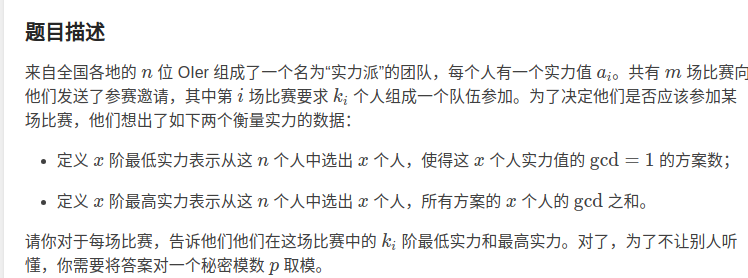 题目描述
来自全国各地的 n 位 OIer 组成了一个名为“实力派”的团队，每个人有一个实力值 aᵢ。共有 m 场比赛向
他们发送了参赛邀请，其中第 i 场比赛要求 kᵢ 个人组成一个队伍参加。为了决定他们是否应该参加某
场比赛，他们想出了如下两个衡量实力的数据：
• 定义 x 阶最低实力表示从这 n 个人中选出 x 个人，使得这 x 个人实力值的 gcd = 1 的方案数；
• 定义 x 阶最高实力表示从这 n 个人中选出 x 个人，所有方案的 x 个人的 gcd 之和。
请你对于每场比赛，告诉他们他们在这场比赛中的 kᵢ 阶最低实力和最高实力。对了，为了不让别人听
懂，你需要将答案对一个秘密模数 p 取模。